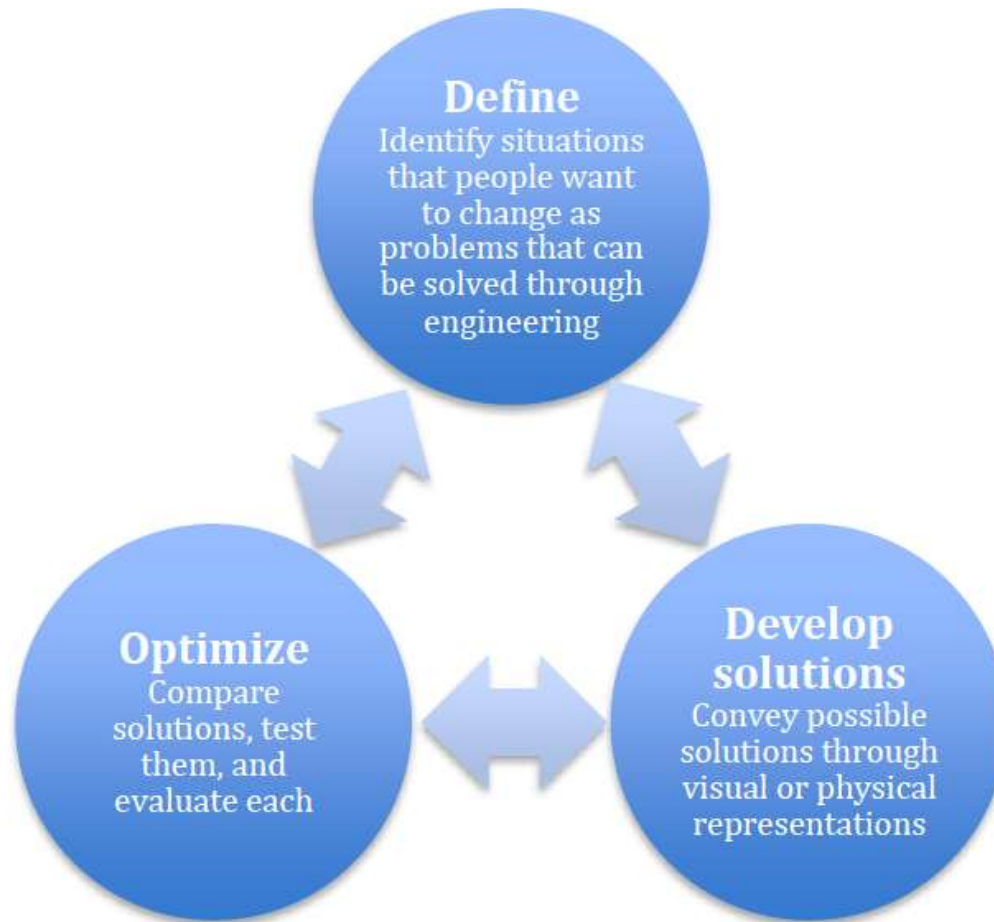 Define
Identify situations
that people want
to change as
problems that can
be solved through
engineering
Optimize
Compare
solutions, test
them, and
evaluate each
Develop
solutions
Convey possible
solutions through
visual or physical
representations